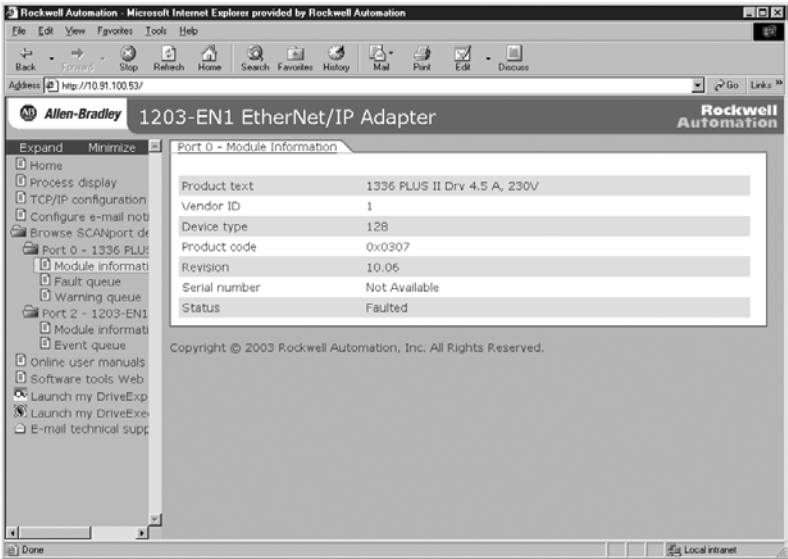 Rockwell Automation - Microsoft Internet Explorer provided by Rockwell Automation
File Edit View Favorites Tools Help
Back Forward Stop Refresh Home Search Favorites History Mail Print Edit Discuss
Address http://10.91.100.53/ Go Links »
AB Allen-Bradley 1203-EN1 EtherNet/IP Adapter Rockwell Automation
Expand Minimize
Home
Process display
TCP/IP configuration
Configure e-mail noti
Browse SCANport de
Port 0 - 1336 PLUS
Module informati
Fault queue
Warning queue
Port 2 - 1203-EN1
Module informati
Event queue
Online user manuals
Software tools Web
Launch my DriveExp
Launch my DriveExe
E-mail technical supp
Port 0 - Module Information
Product text 1336 PLUS II Drv 4.5 A, 230V
Vendor ID 1
Device type 128
Product code 0x0307
Revision 10.06
Serial number Not Available
Status Faulted
Copyright © 2003 Rockwell Automation, Inc. All Rights Reserved.
Done Local intranet